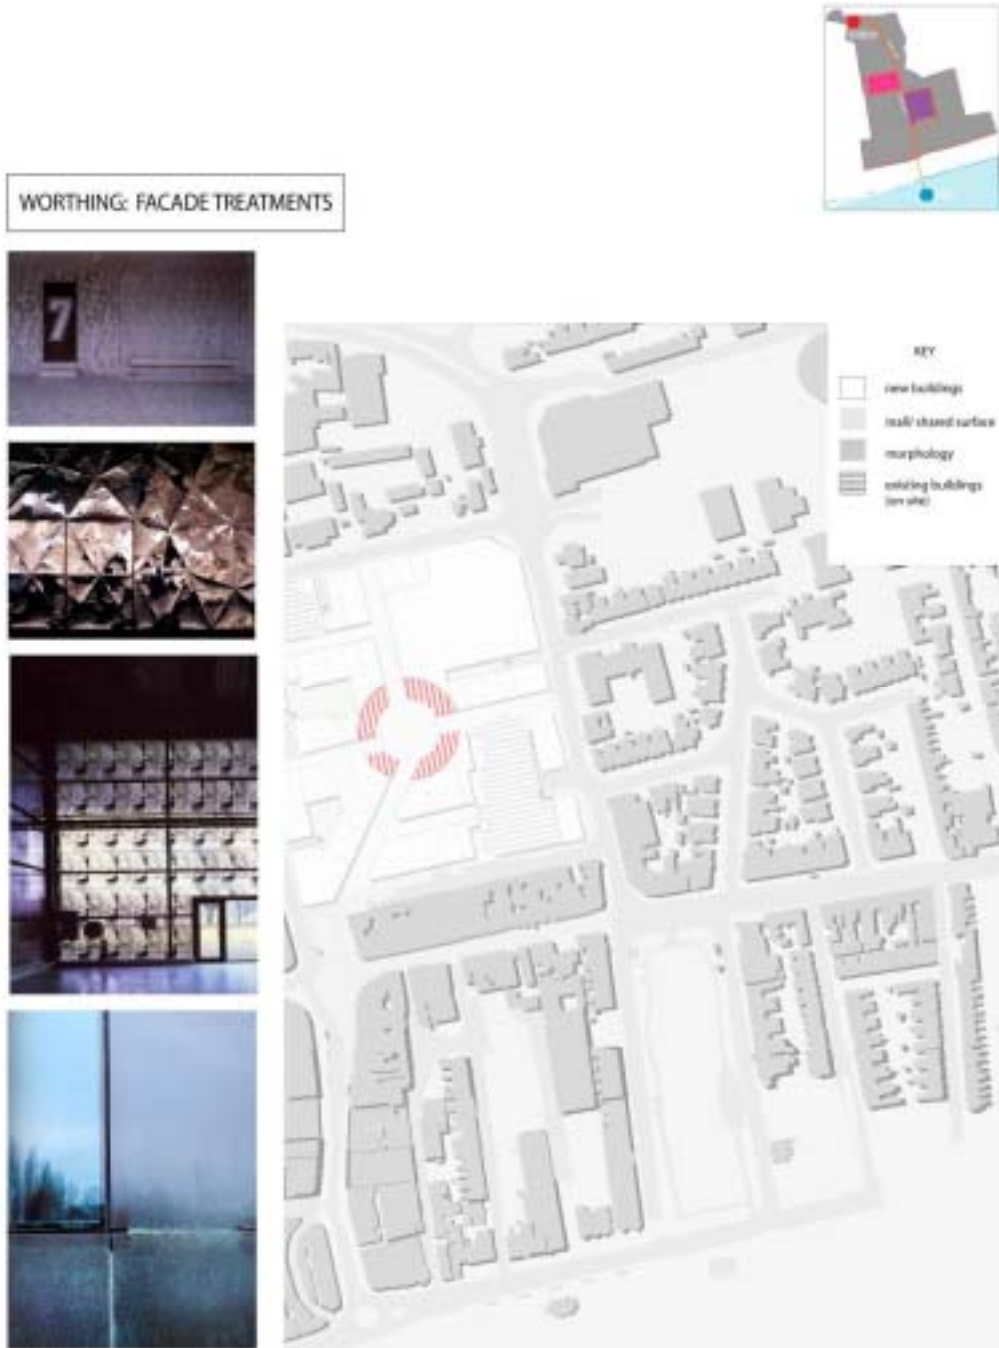 WORTHING: FACADE TREATMENTS
7
KEY
new buildings
mall/ shared surface
morphology
existing buildings
(on site)